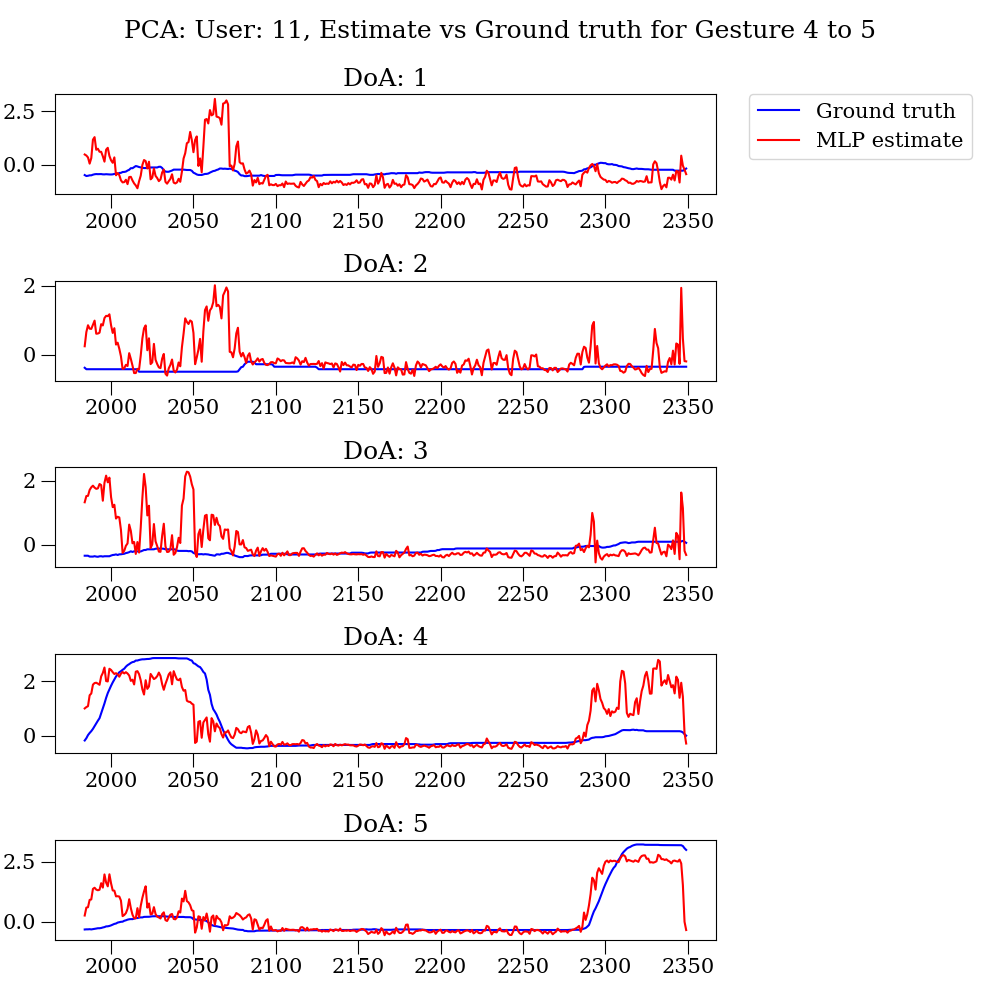 PCA: User: 11, Estimate vs Ground truth for Gesture 4 to 5
DoA: 1
2.5
0.0
2000 2050 2100 2150 2200 2250 2300 2350
Ground truth
MLP estimate
DoA: 2
2
0
2000 2050 2100 2150 2200 2250 2300 2350
DoA: 3
2
0
2000 2050 2100 2150 2200 2250 2300 2350
DoA: 4
2
0
2000 2050 2100 2150 2200 2250 2300 2350
DoA: 5
2.5
0.0
2000 2050 2100 2150 2200 2250 2300 2350